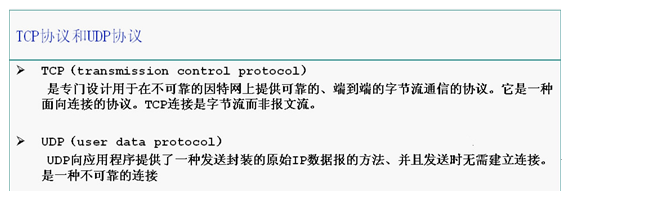 TCP协议和UDP协议
➢ TCP（transmission control protocol）
是专门设计用于在不可靠的因特网上提供可靠的、端到端的字节流通信的协议。它是一种
面向连接的协议。TCP连接是字节流而非报文流。
➢ UDP（user data protocol）
UDP向应用程序提供了一种发送封装的原始IP数据报的方法、并且发送时无需建立连接。
是一种不可靠的连接